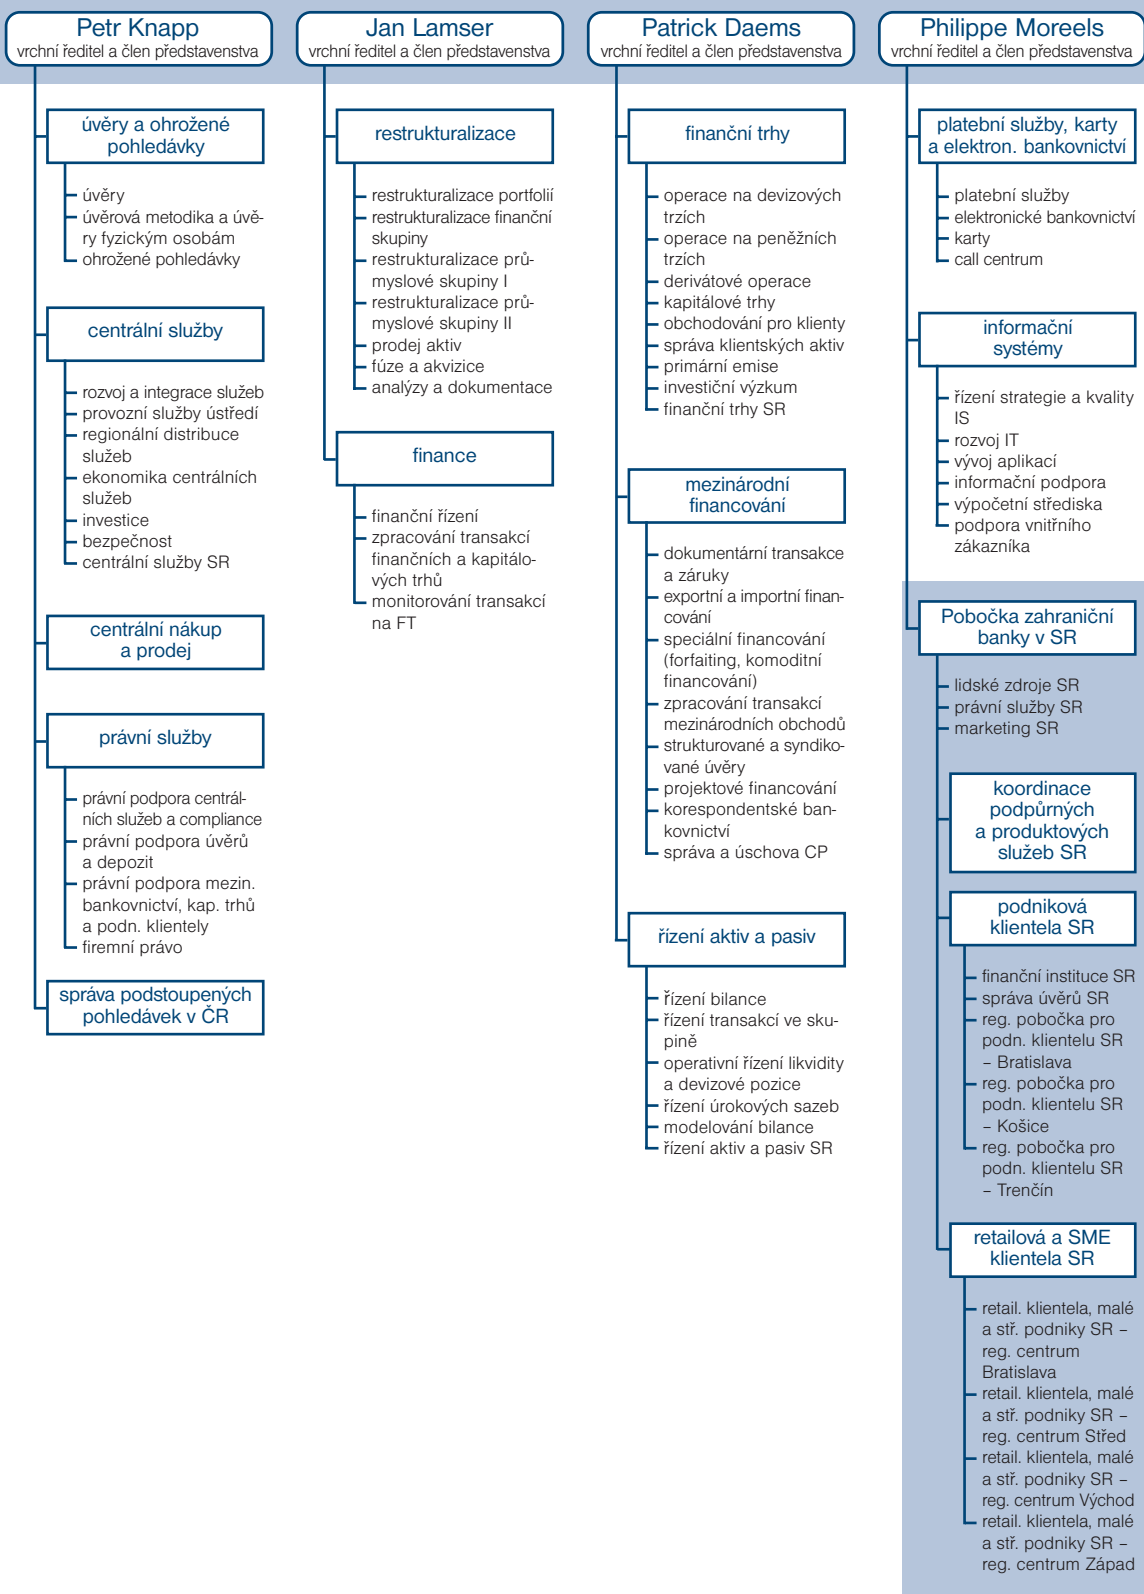 Petr Knapp
vrchní ředitel a člen představenstva
úvěry a ohrožené
pohledávky
úvěry
úvěrová metodika a úvě-
ry fyzickým osobám
ohrožené pohledávky
centrální služby
rozvoj a integrace služeb
provozní služby ústředí
regionální distribuce
služeb
ekonomika centrálních
služeb
investice
bezpečnost
centrální služby SR
centrální nákup
a prodej
právní služby
právní podpora centrál-
ních služeb a compliance
právní podpora úvěrů
a depozit
právní podpora mezin.
bankovnictví, kap. trhů
a podn. klientely
firemní právo
správa podstoupených
pohledávek v ČR
Jan Lamser
vrchní ředitel a člen představenstva
restrukturalizace
restrukturalizace portfolií
restrukturalizace finanční
skupiny
restrukturalizace prů-
myslové skupiny I
restrukturalizace prů-
myslové skupiny II
prodej aktiv
fúze a akvizice
analýzy a dokumentace
finance
finanční řízení
zpracování transakcí
finančních a kapitálo-
vých trhů
monitorování transakcí
na FT
Patrick Daems
vrchní ředitel a člen představenstva
finanční trhy
operace na devizových
trzích
operace na peněžních
trzích
derivátové operace
kapitálové trhy
obchodování pro klienty
správa klientských aktiv
primární emise
investiční výzkum
finanční trhy SR
mezinárodní
financování
dokumentární transakce
a záruky
exportní a importní finan-
cování
speciální financování
(forfaiting, komoditní
financování)
zpracování transakcí
mezinárodních obchodů
strukturované a syndiko-
vané úvěry
projektové financování
korespondentské ban-
kovnictví
správa a úschova CP
řízení aktiv a pasiv
řízení bilance
řízení transakcí ve sku-
pině
operativní řízení likvidity
a devizové pozice
řízení úrokových sazeb
modelování bilance
řízení aktiv a pasiv SR
Philippe Moreels
vrchní ředitel a člen představenstva
platební služby, karty
a elektron. bankovnictví
platební služby
elektronické bankovnictví
karty
call centrum
informační
systémy
řízení strategie a kvality
IS
rozvoj IT
vývoj aplikací
informační podpora
výpočetní střediska
podpora vnitřního
zákazníka
Pobočka zahraniční
banky v SR
lidské zdroje SR
právní služby SR
marketing SR
koordinace
podpůrných
a produktových
služeb SR
podniková
klientela SR
finanční instituce SR
správa úvěrů SR
reg. pobočka pro
podn. klientelu SR
– Bratislava
reg. pobočka pro
podn. klientelu SR
– Košice
reg. pobočka pro
podn. klientelu SR
– Trenčín
retailová a SME
klientela SR
retail. klientela, malé
a stř. podniky SR –
reg. centrum
Bratislava
retail. klientela, malé
a stř. podniky SR –
reg. centrum Střed
retail. klientela, malé
a stř. podniky SR –
reg. centrum Východ
retail. klientela, malé
a stř. podniky SR –
reg. centrum Západ